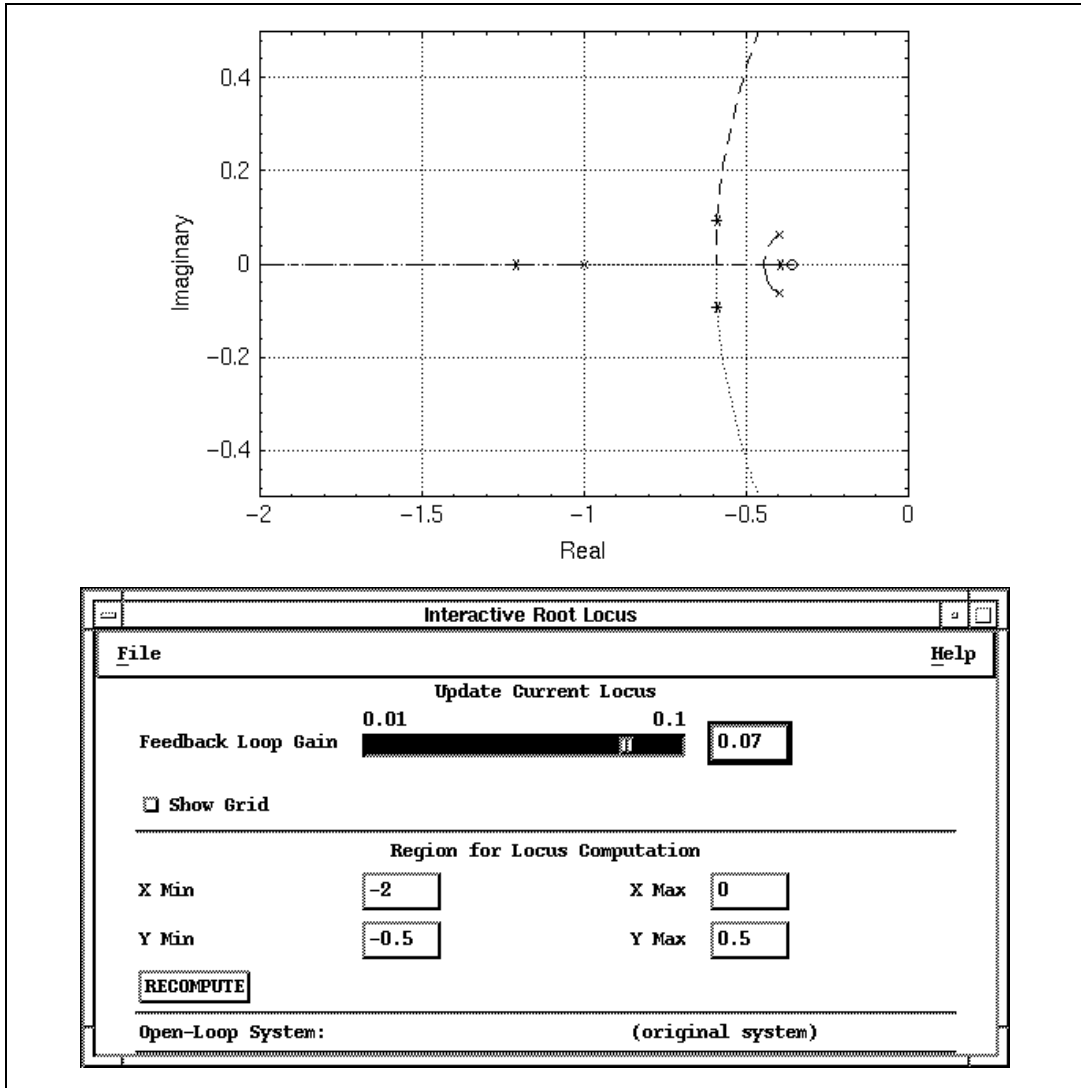 0.4
0.2
0
−0.2
−0.4
Imaginary
−2
−1.5
−1
−0.5
0
Real
Interactive Root Locus
File
Help
Update Current Locus
0.01
0.1
Feedback Loop Gain
0.07
Show Grid
Region for Locus Computation
X Min
-2
X Max
0
Y Min
-0.5
Y Max
0.5
RECOMPUTE
Open-Loop System:
(original system)